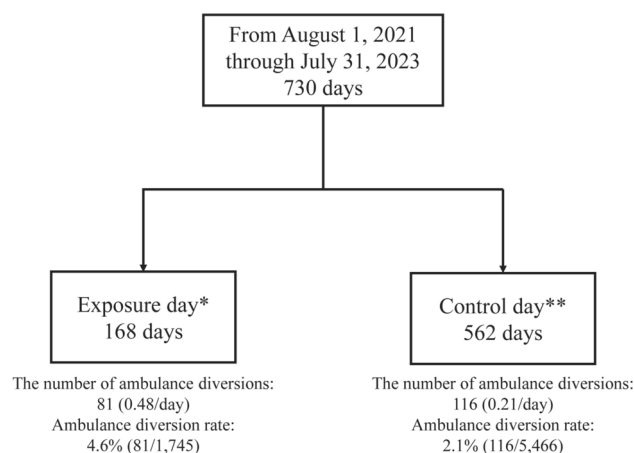 From August 1, 2021
through July 31, 2023
730 days
Exposure day*
168 days
The number of ambulance diversions:
81 (0.48/day)
Ambulance diversion rate:
4.6% (81/1,745)
Control day**
562 days
The number of ambulance diversions:
116 (0.21/day)
Ambulance diversion rate:
2.1% (116/5,466)